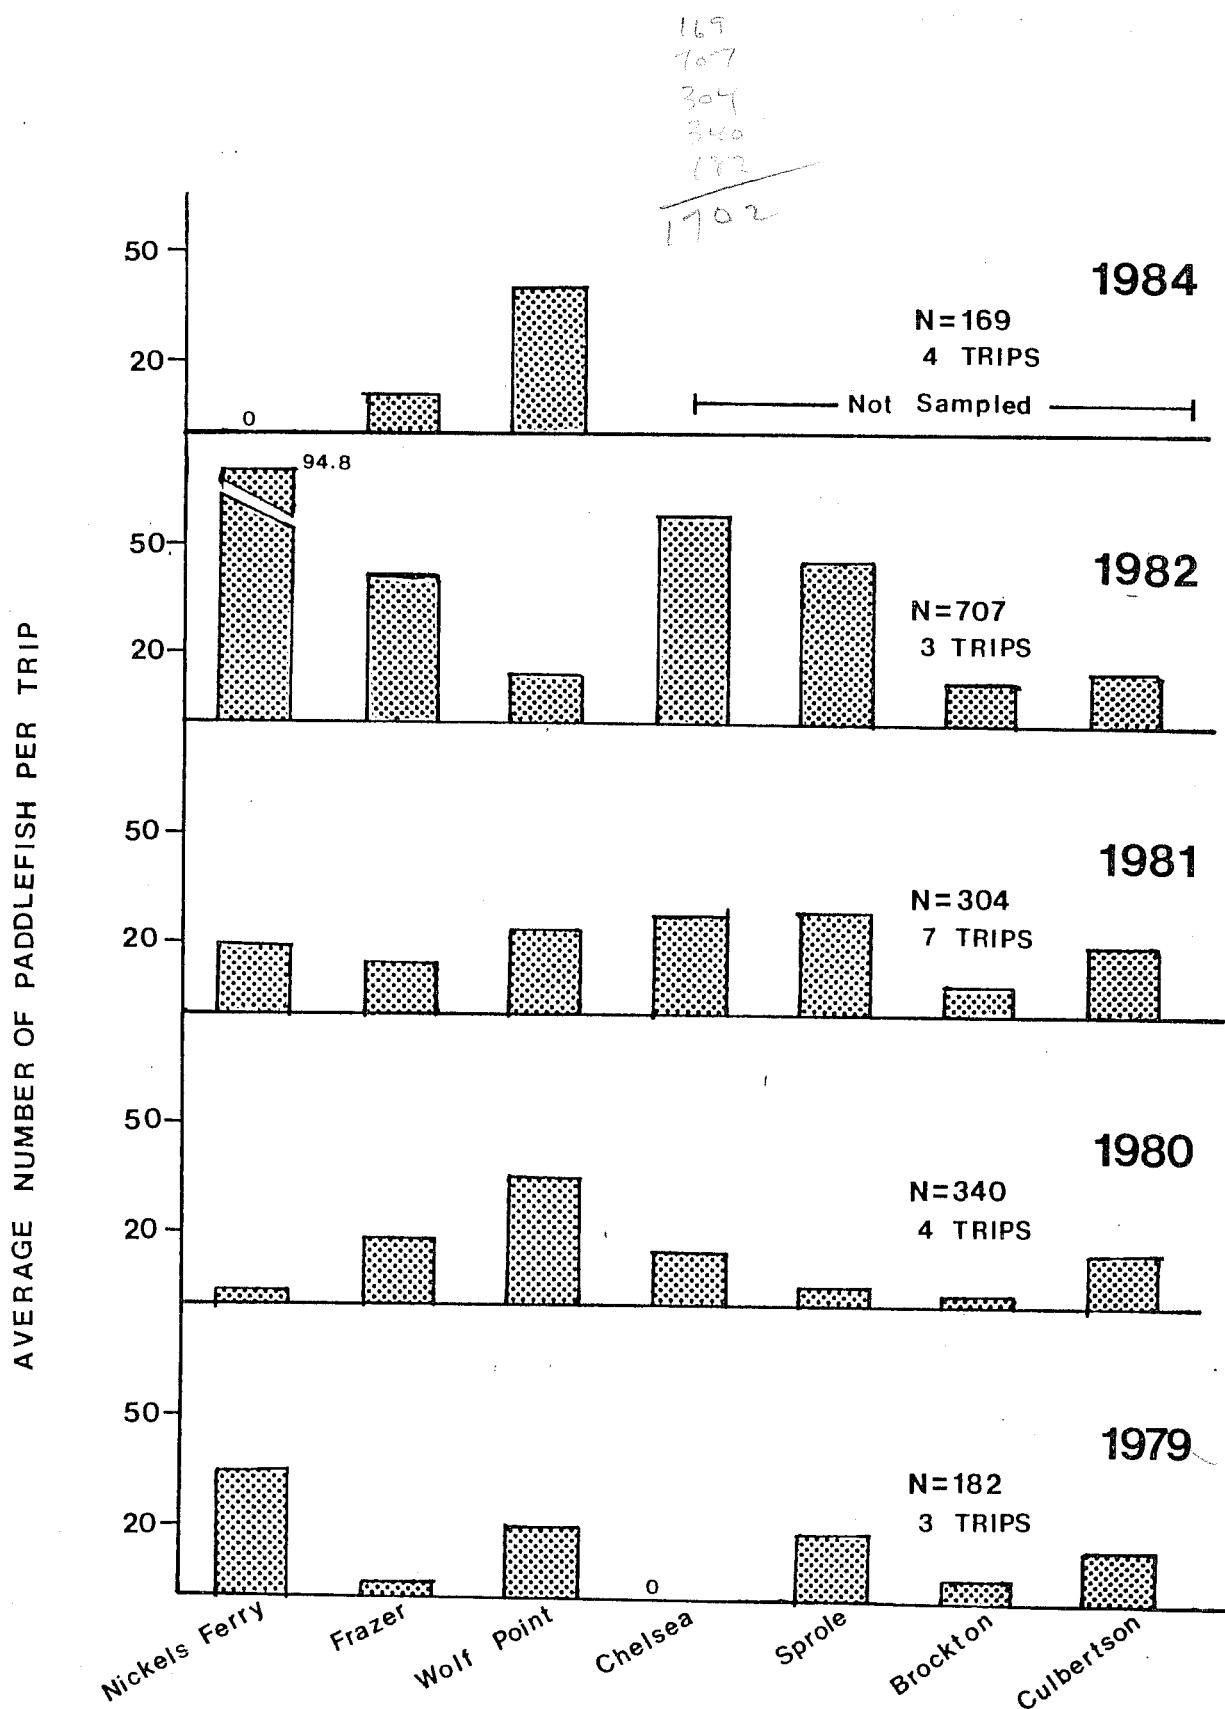 169
707
304
340
182
1702
50
1984
N=169
20
4 TRIPS
0
Not Sampled
94.8
50
1982
N=707
20
3 TRIPS
AVERAGE NUMBER OF PADDLEFISH PER TRIP
50
1981
N=304
20
7 TRIPS
50
1980
N=340
20
4 TRIPS
50
1979
N=182
20
3 TRIPS
0
Nickels Ferry
Frazer
Wolf Point
Chelsea
Sprole
Brockton
Culbertson